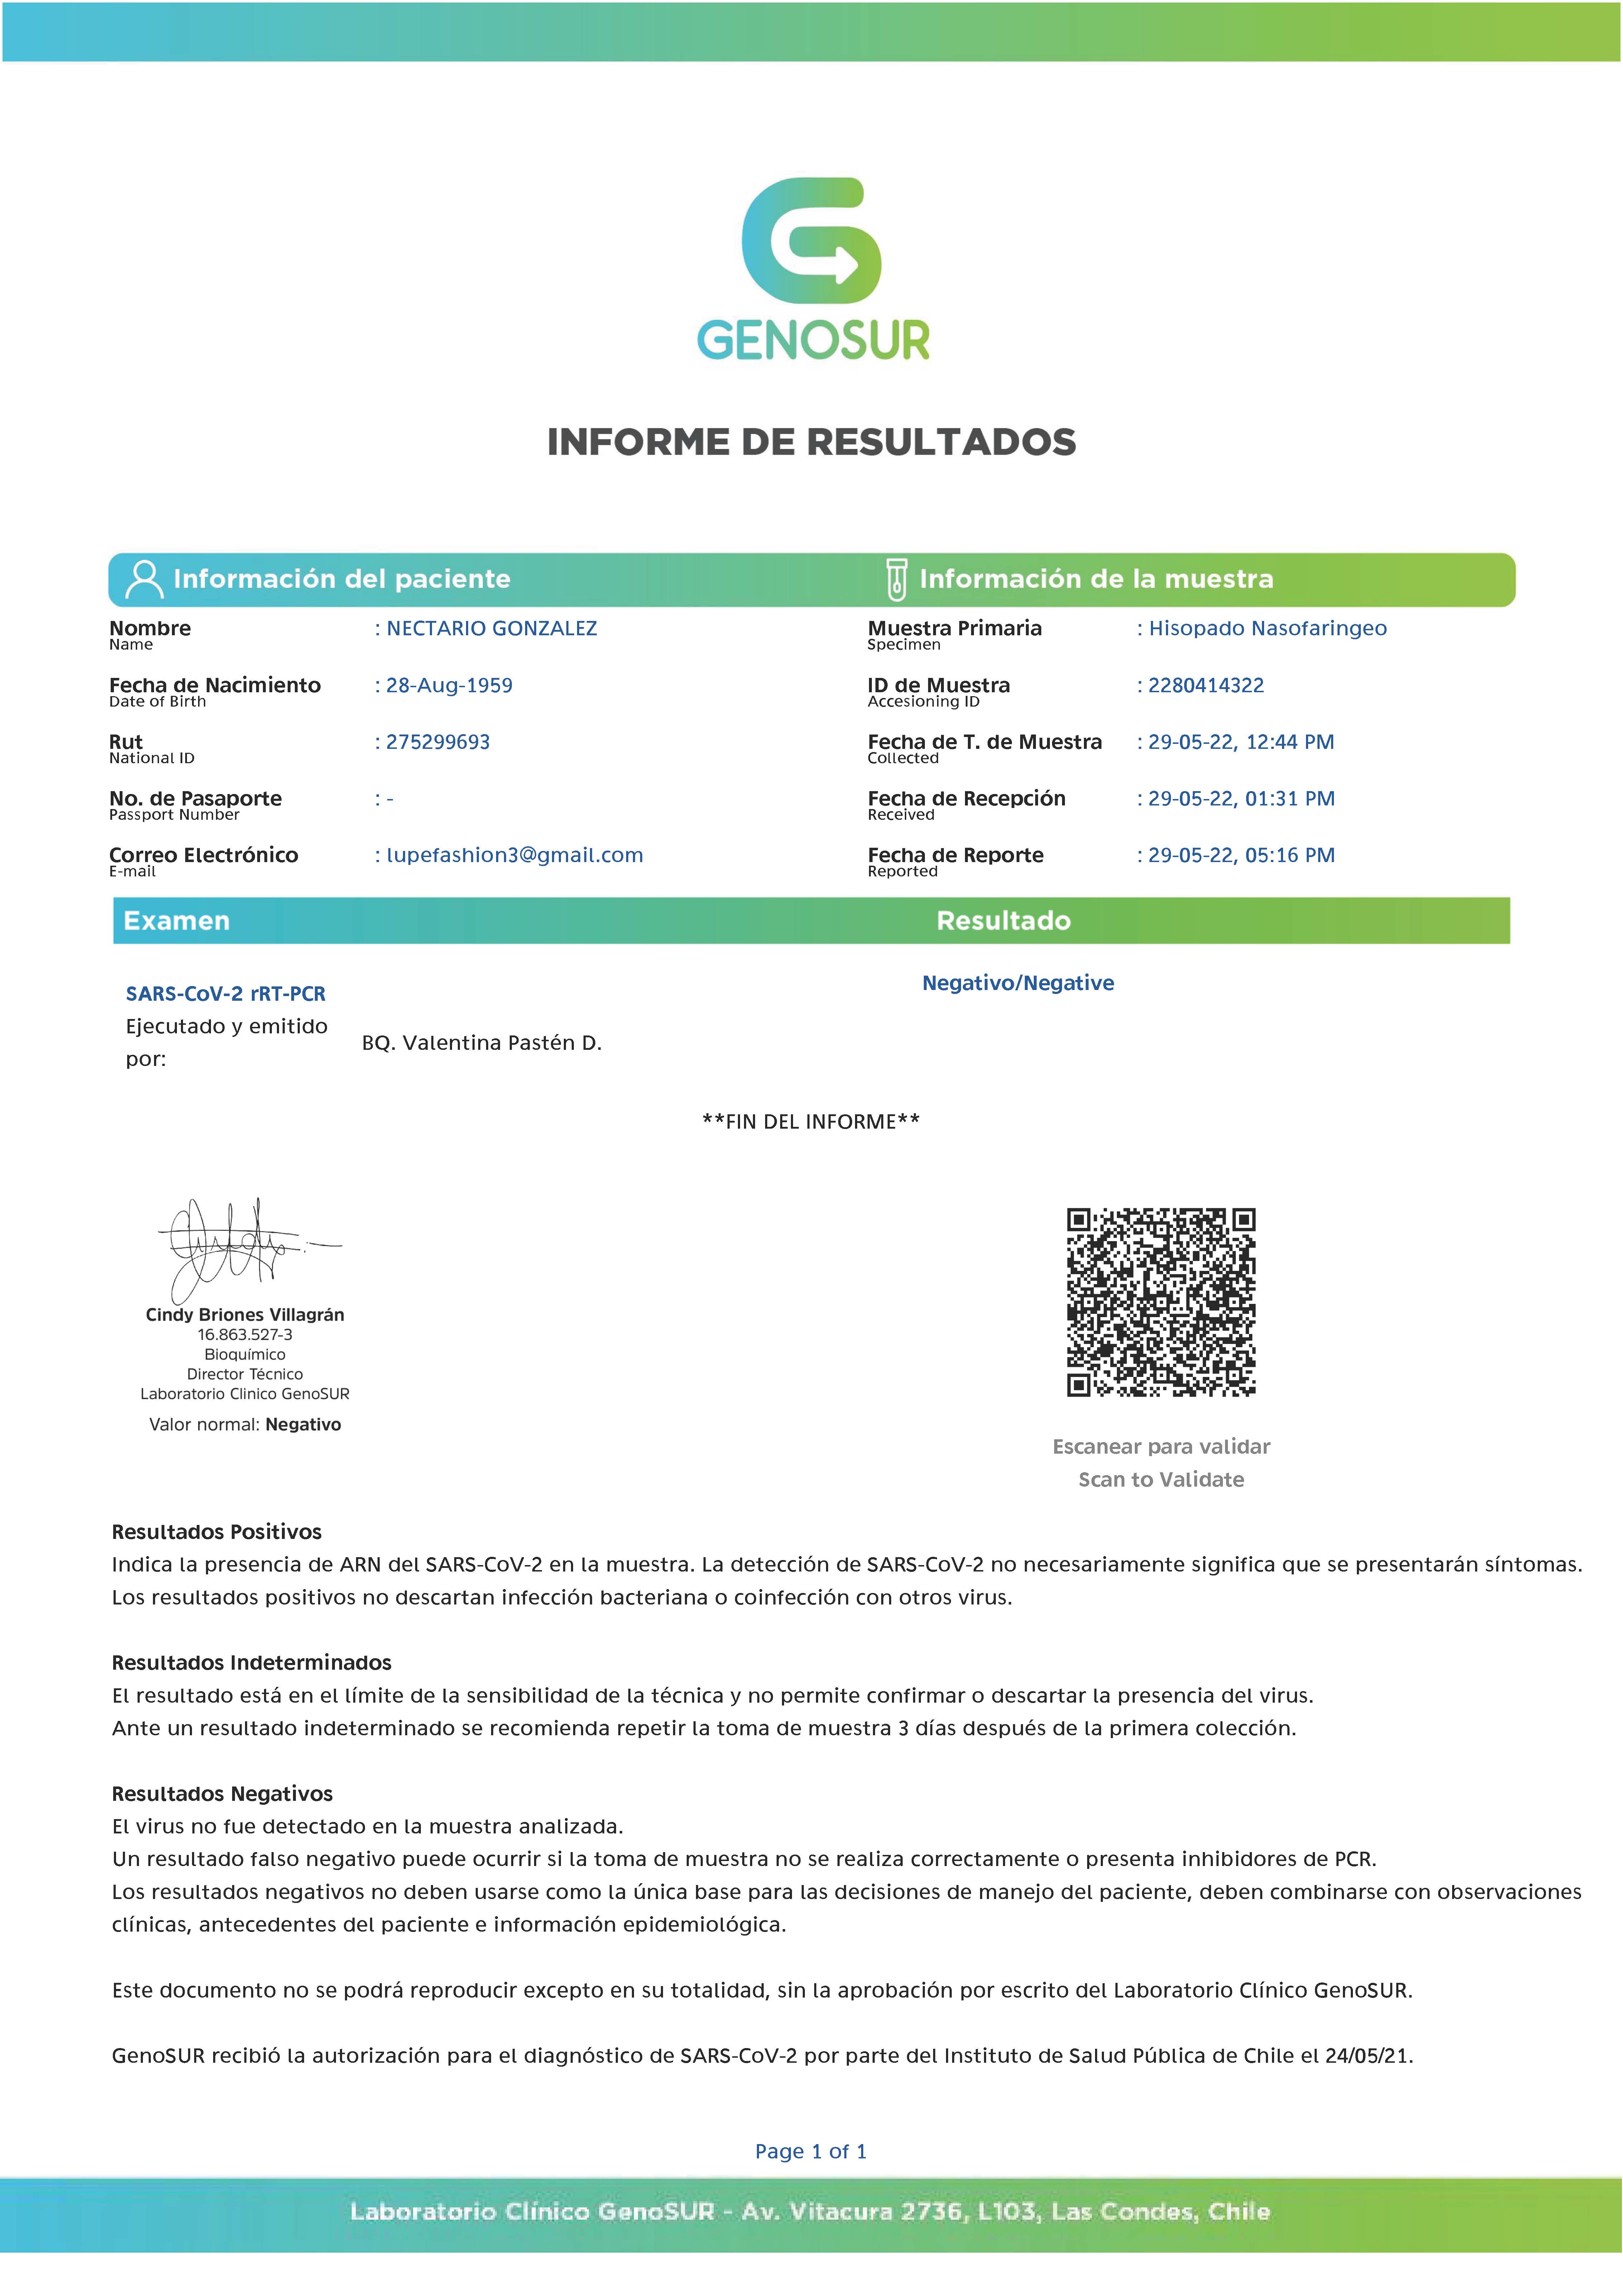 GENOSUR
INFORME DE RESULTADOS
Información del paciente
Información de la muestra
Nombre : NECTARIO GONZALEZ
Name
Muestra Primaria : Hisopado Nasofaringeo
Specimen
Fecha de Nacimiento : 28-Aug-1959
Date of Birth
ID de Muestra : 2280414322
Accesioning ID
Rut : 275299693
National ID
Fecha de T. de Muestra : 29-05-22, 12:44 PM
Collected
No. de Pasaporte : -
Passport Number
Fecha de Recepción : 29-05-22, 01:31 PM
Received
Correo Electrónico : lupefashion3@gmail.com
E-mail
Fecha de Reporte : 29-05-22, 05:16 PM
Reported
Examen Resultado
SARS-CoV-2 rRT-PCR Negativo/Negative
Ejecutado y emitido
por:
BQ. Valentina Pastén D.
**FIN DEL INFORME**
Cindy Briones Villagrán
16.863.527-3
Bioquímico
Director Técnico
Laboratorio Clinico GenoSUR
Valor normal: Negativo
Escanear para validar
Scan to Validate
Resultados Positivos
Indica la presencia de ARN del SARS-CoV-2 en la muestra. La detección de SARS-CoV-2 no necesariamente significa que se presentarán síntomas.
Los resultados positivos no descartan infección bacteriana o coinfección con otros virus.
Resultados Indeterminados
El resultado está en el límite de la sensibilidad de la técnica y no permite confirmar o descartar la presencia del virus.
Ante un resultado indeterminado se recomienda repetir la toma de muestra 3 días después de la primera colección.
Resultados Negativos
El virus no fue detectado en la muestra analizada.
Un resultado falso negativo puede ocurrir si la toma de muestra no se realiza correctamente o presenta inhibidores de PCR.
Los resultados negativos no deben usarse como la única base para las decisiones de manejo del paciente, deben combinarse con observaciones
clínicas, antecedentes del paciente e información epidemiológica.
Este documento no se podrá reproducir excepto en su totalidad, sin la aprobación por escrito del Laboratorio Clínico GenoSUR.
GenoSUR recibió la autorización para el diagnóstico de SARS-CoV-2 por parte del Instituto de Salud Pública de Chile el 24/05/21.
Page 1 of 1
Laboratorio Clínico GenoSUR - Av. Vitacura 2736, L103, Las Condes, Chile